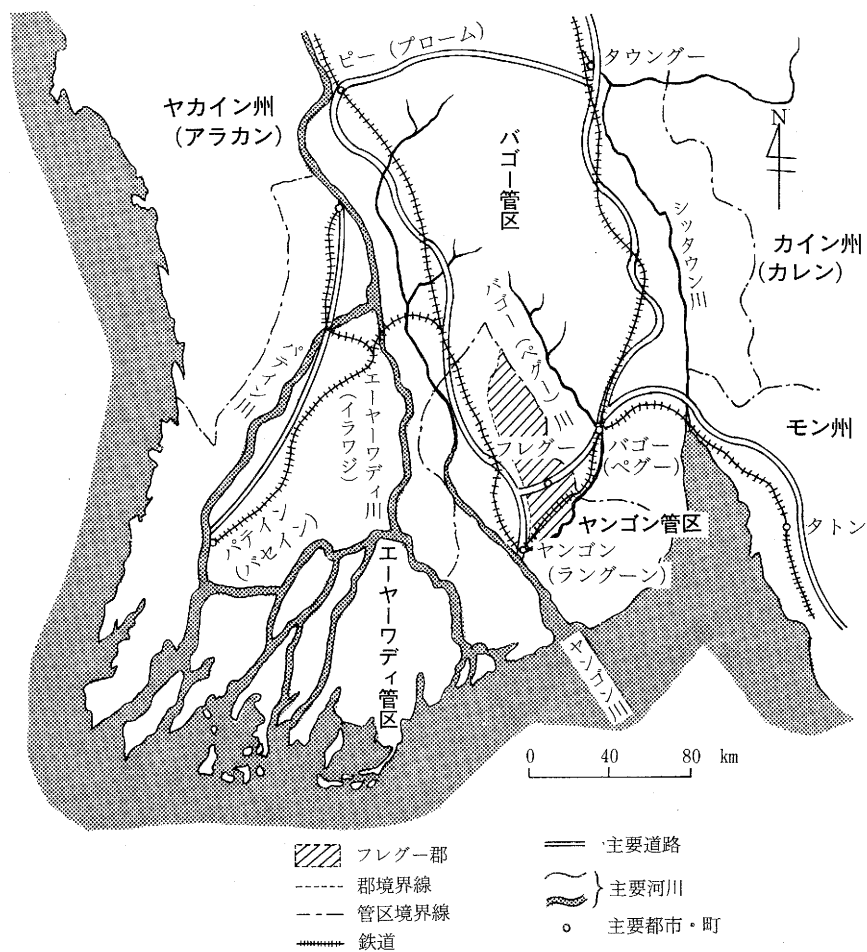 ピー（プローム）
タウングー
ヤカイン州
（アラカン）
N
バゴー管区
シッタウン川
カイン州
（カレン）
バゴー（ペグー）川
パテイン川
エーヤーワディ川
（イラワジ）
フレグー
バゴー
（ペグー）
モン州
ヤンゴン管区
タトン
パテイン
（バセイン）
ヤンゴン
（ラングーン）
エーヤーワディ管区
ヤンゴン川
0 40 80 km
フレグー郡
郡境界線
管区境界線
鉄道
主要道路
主要河川
主要都市・町